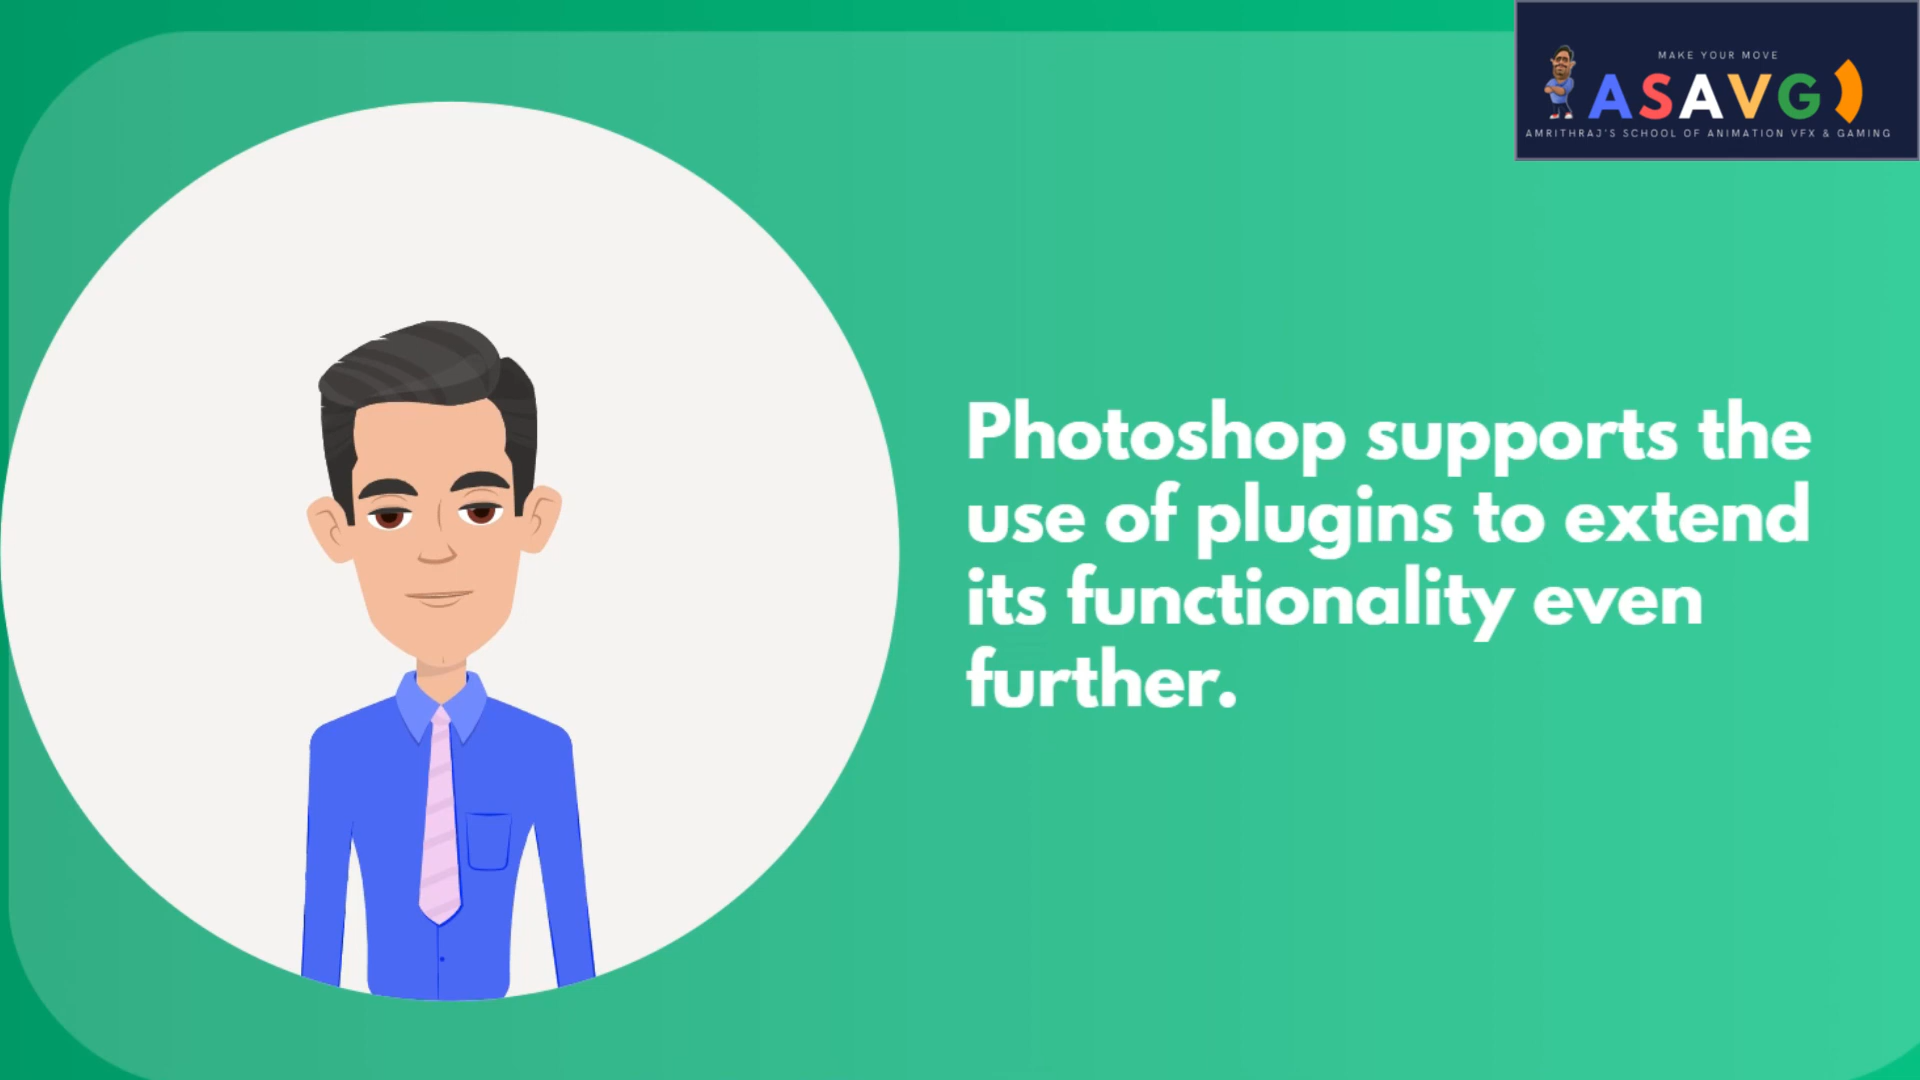 MAKE YOUR MOVE
ASAVG
AMRITHRAJ'S SCHOOL OF ANIMATION VFX & GAMING
Photoshop supports the
use of plugins to extend
its functionality even
further.